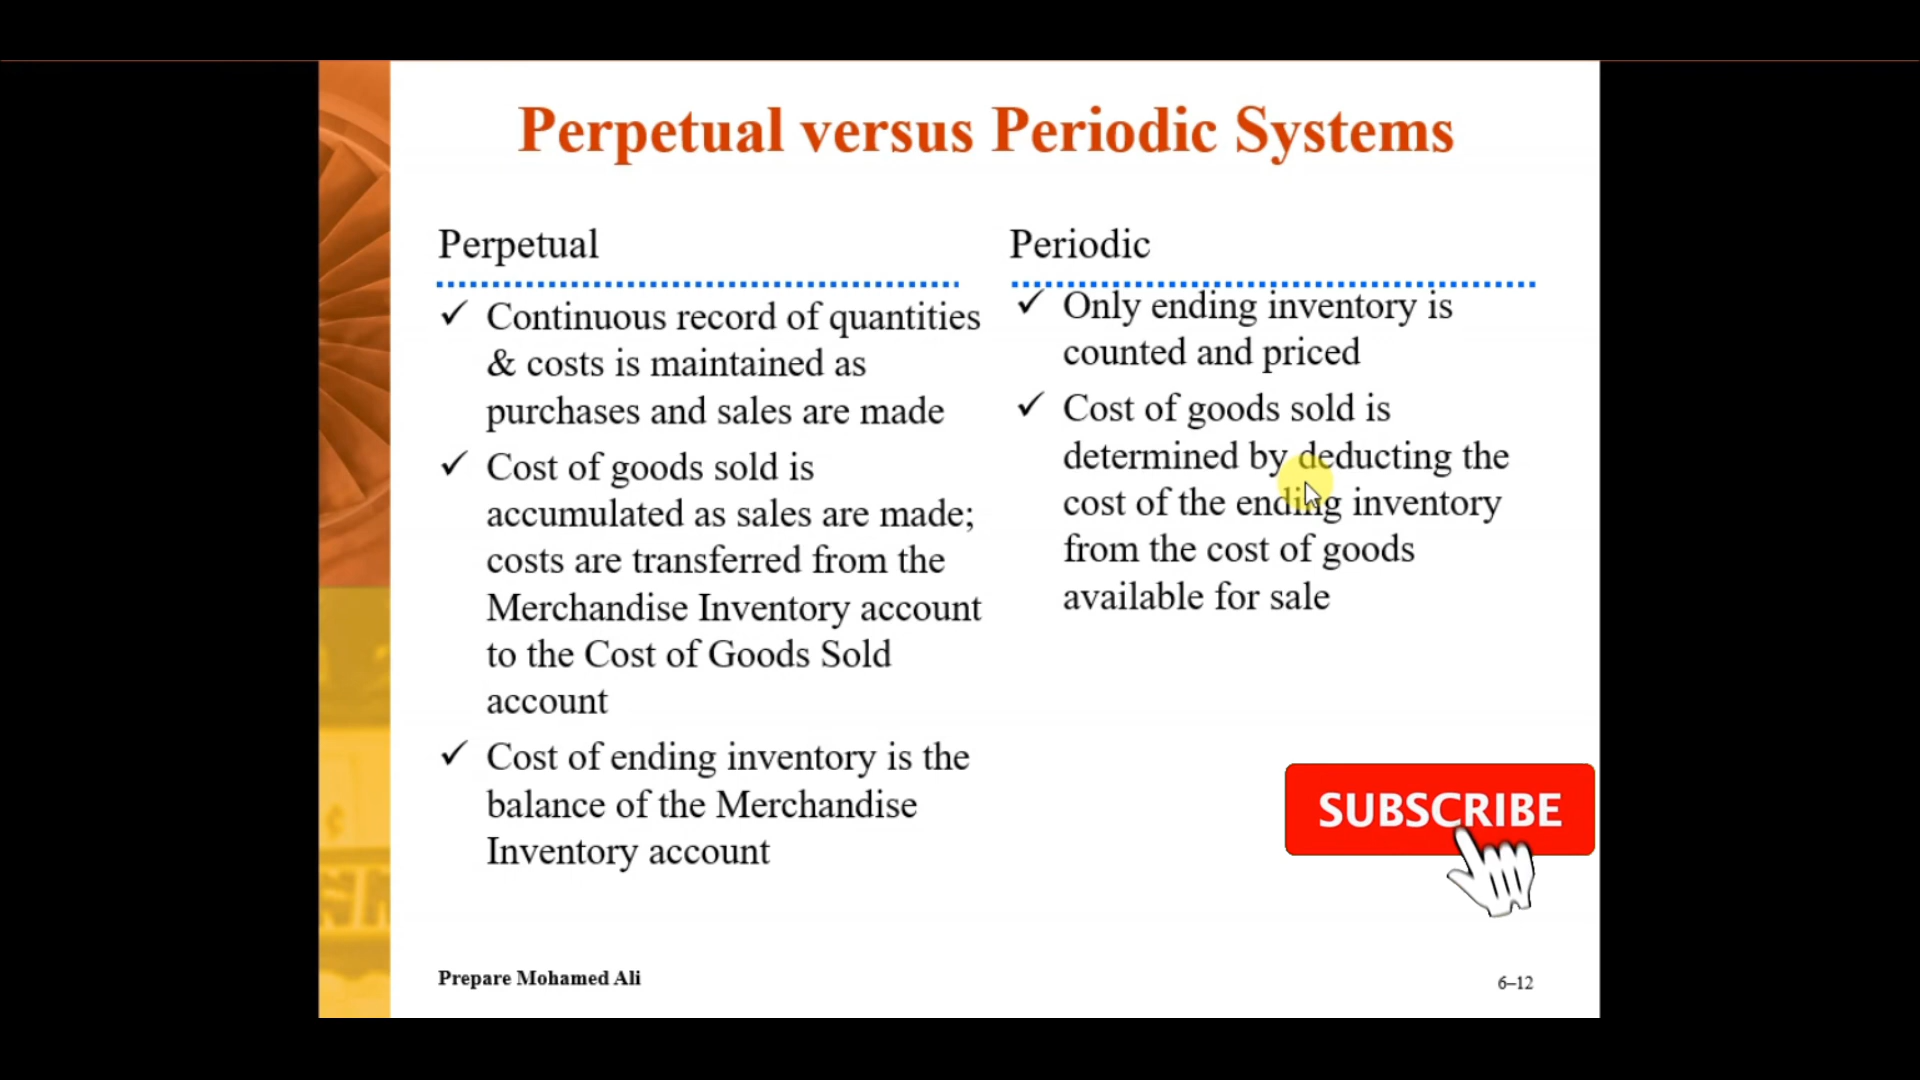 Perpetual versus Periodic Systems
Perpetual
✓ Continuous record of quantities
& costs is maintained as
purchases and sales are made
✓ Cost of goods sold is
accumulated as sales are made;
costs are transferred from the
Merchandise Inventory account
to the Cost of Goods Sold
account
✓ Cost of ending inventory is the
balance of the Merchandise
Inventory account
Periodic
✓ Only ending inventory is
counted and priced
✓ Cost of goods sold is
determined by deducting the
cost of the ending inventory
from the cost of goods
available for sale
SUBSCRIBE
Prepare Mohamed Ali
6–12